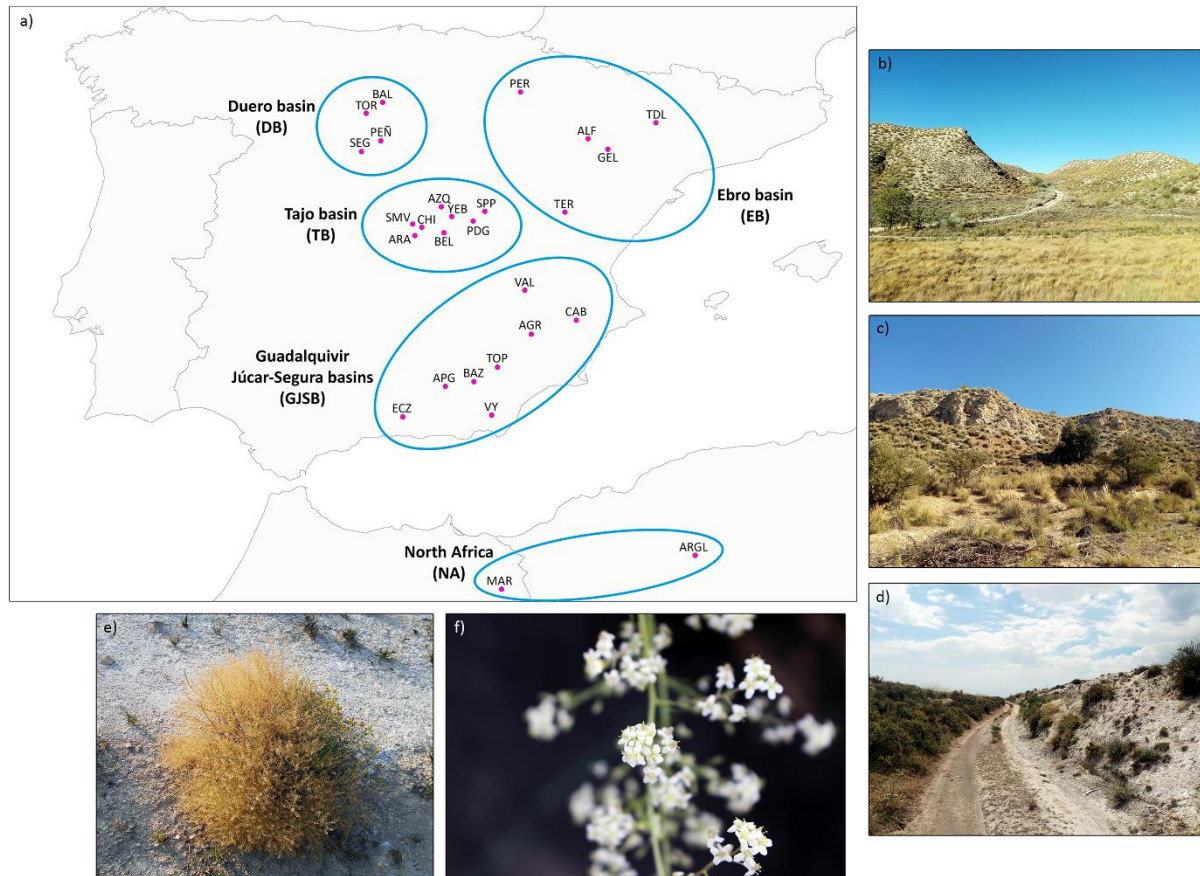 a)
Duero basin
(DB)
BAL
TOR
PEÑ
SEG
PER
TDL
ALF
GEL
TER
Ebro basin
(EB)
Tajo basin
(TB)
AZQ
SPP
YEB
SMV
CHI
PDG
ARA
BEL
Guadalquivir
Júcar-Segura basins
(GJSB)
VAL
CAB
AGR
TOP
BAZ
APG
ECZ
VY
North Africa
(NA)
ARGL
MAR
b)
c)
d)
e)
f)